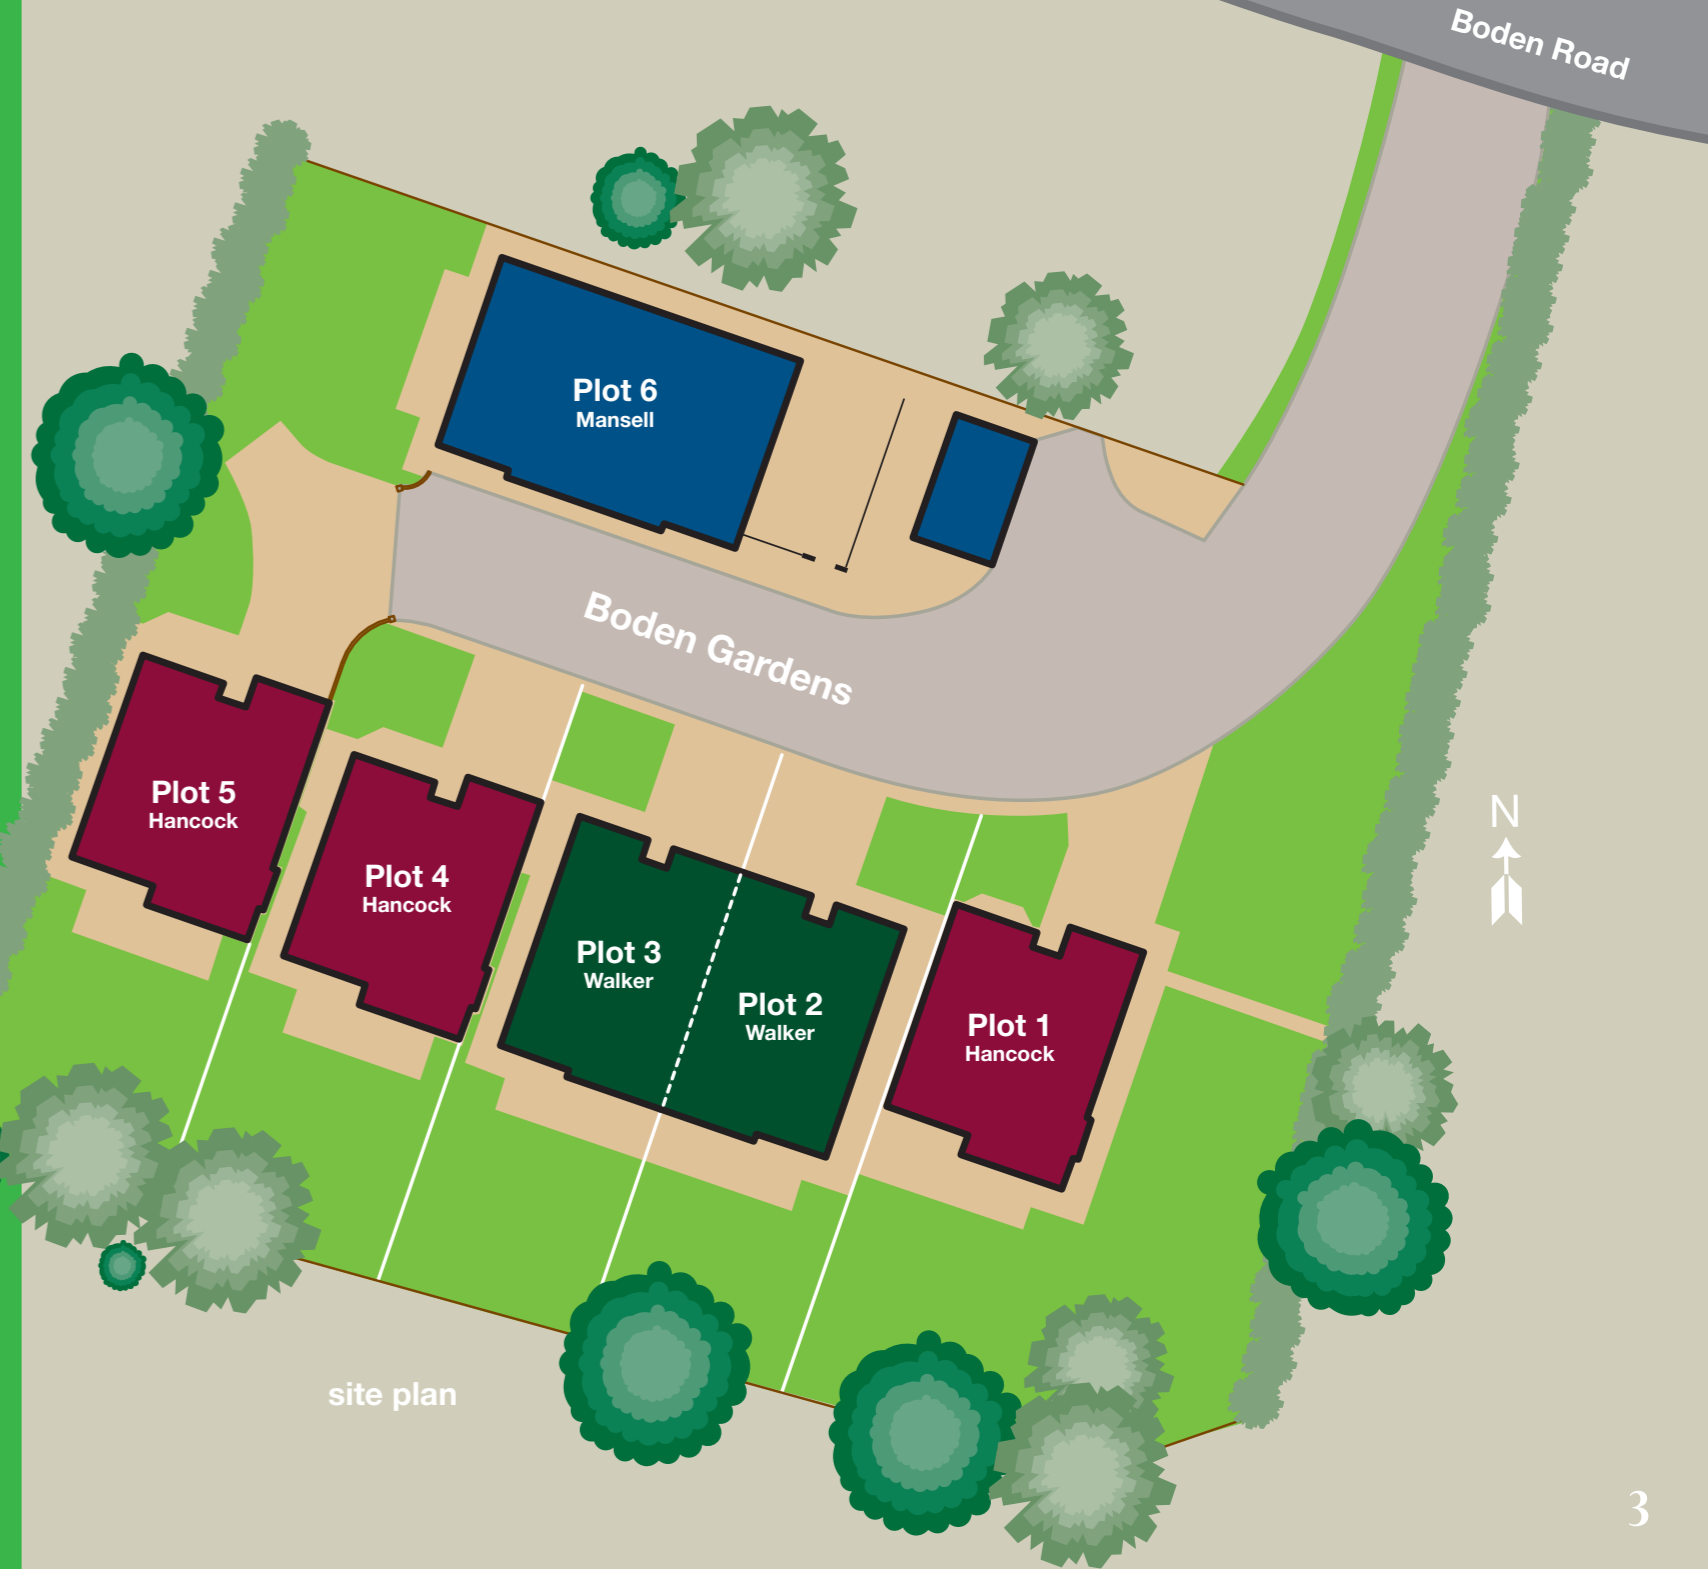 Boden Road
Plot 6
Mansell
Boden Gardens
Plot 5
Hancock
Plot 4
Hancock
Plot 3
Walker
Plot 2
Walker
Plot 1
Hancock
N
site plan
3